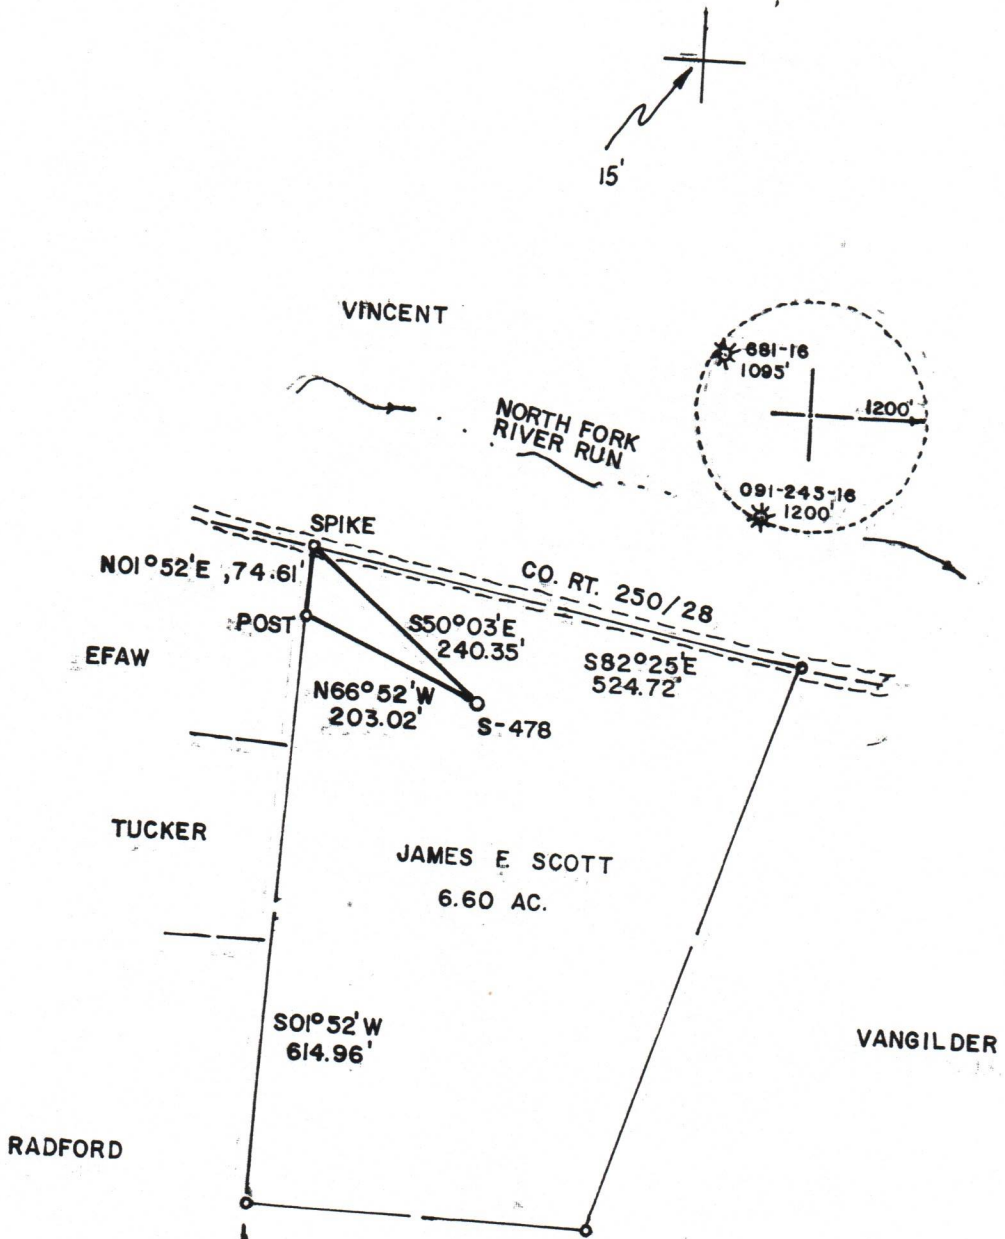 15'
VINCENT
681-16
1095'
1200'
NORTH FORK
RIVER RUN
091-243-16
1200'
SPIKE
N01°52'E ,74.61'
CO. RT. 250/28
POST
S50°03'E
240.35'
EFAW
S82°25'E
524.72'
N66°52'W
203.02'
S-478
TUCKER
JAMES E SCOTT
6.60 AC.
S01°52'W
614.96'
VANGILDER
RADFORD